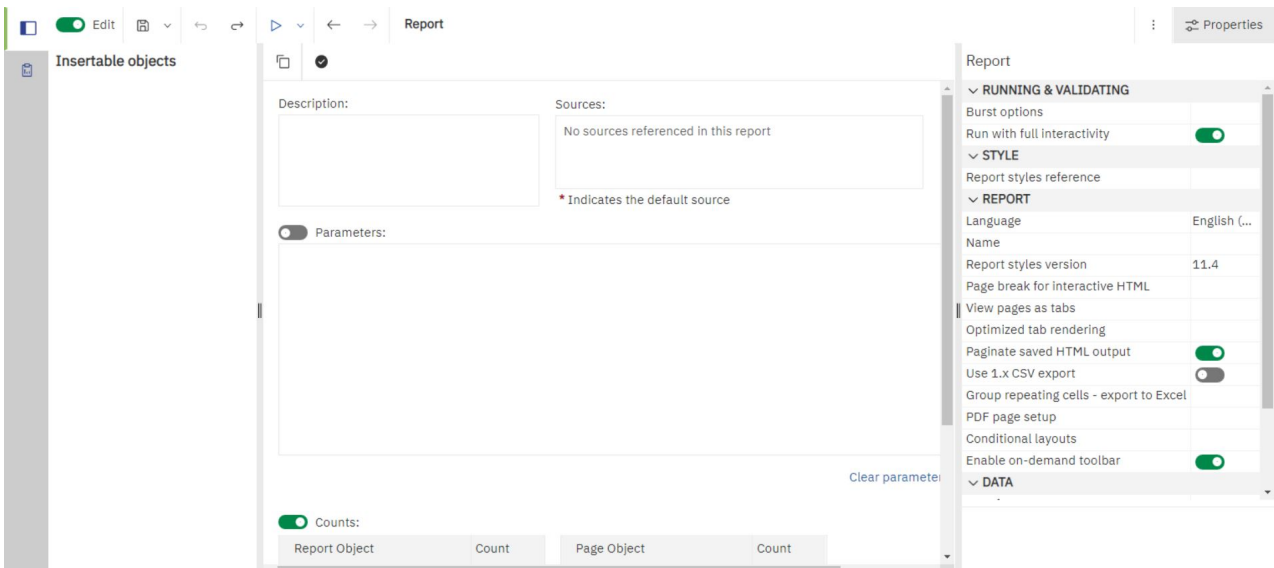 Edit
Report
Properties
Insertable objects
Description:
Sources:
No sources referenced in this report
* Indicates the default source
Parameters:
Clear parameter
Counts:
Report Object Count Page Object Count
Report
RUNNING & VALIDATING
Burst options
Run with full interactivity
STYLE
Report styles reference
REPORT
Language English (...
Name
Report styles version 11.4
Page break for interactive HTML
View pages as tabs
Optimized tab rendering
Paginate saved HTML output
Use 1.x CSV export
Group repeating cells - export to Excel
PDF page setup
Conditional layouts
Enable on-demand toolbar
DATA